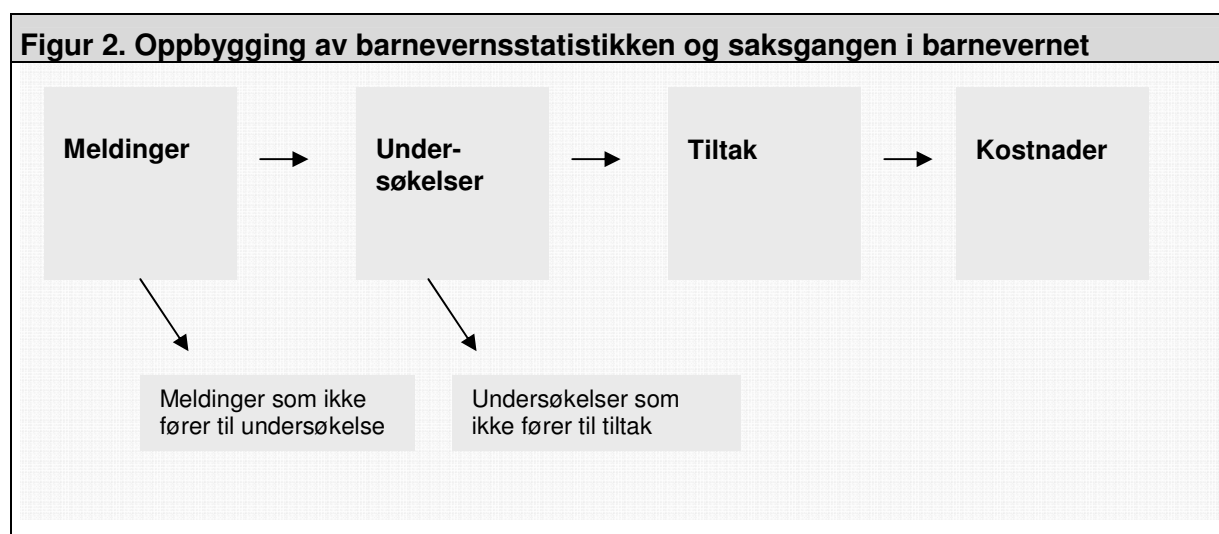 Figur 2. Oppbygging av barnevernsstatistikken og saksgangen i barnevernet
Meldinger
Under-
søkelser
Tiltak
Kostnader
Meldinger som ikke
fører til undersøkelse
Undersøkelser som
ikke fører til tiltak